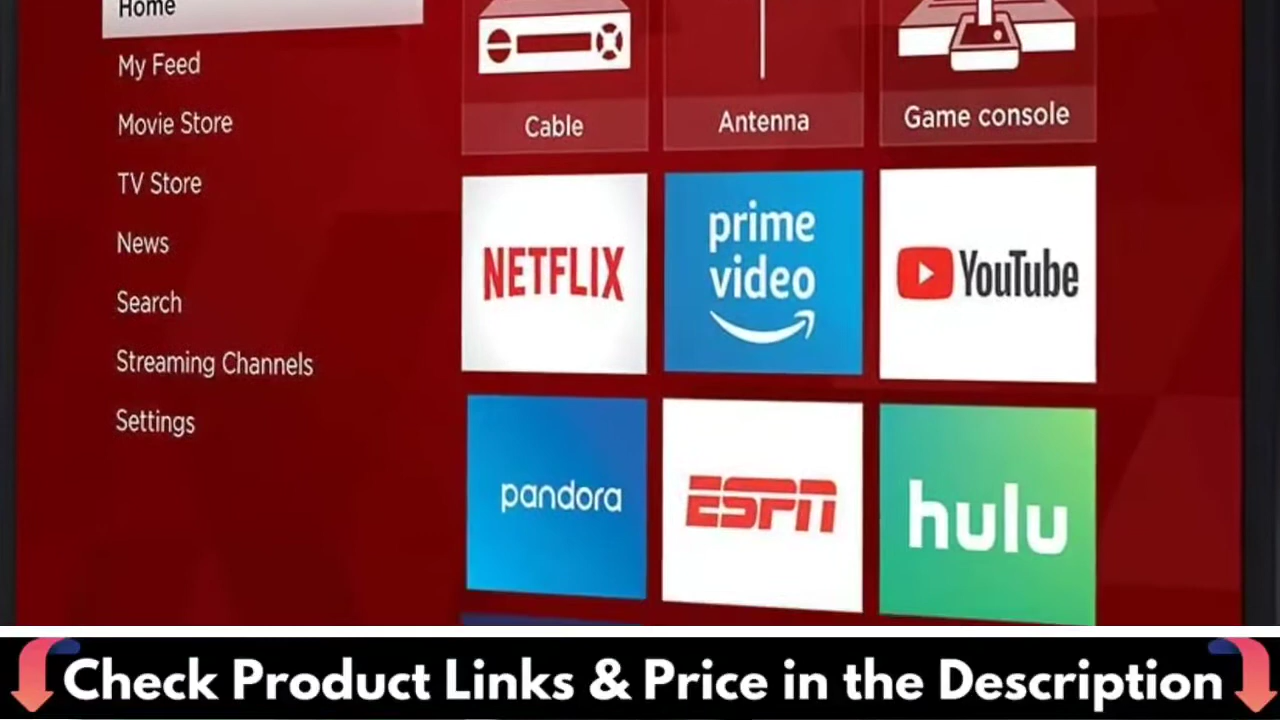 Home
My Feed
Movie Store
TV Store
News
Search
Streaming Channels
Settings
Cable
Antenna
Game console
NETFLIX
prime
video
YouTube
pandora
ESPN
hulu
Check Product Links & Price in the Description